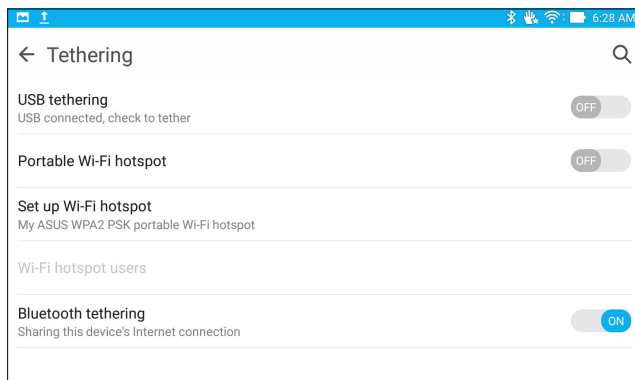 6:28 AM
Tethering
USB tethering
USB connected, check to tether
OFF
Portable Wi-Fi hotspot
OFF
Set up Wi-Fi hotspot
My ASUS WPA2 PSK portable Wi-Fi hotspot
Wi-Fi hotspot users
Bluetooth tethering
Sharing this device's Internet connection
ON